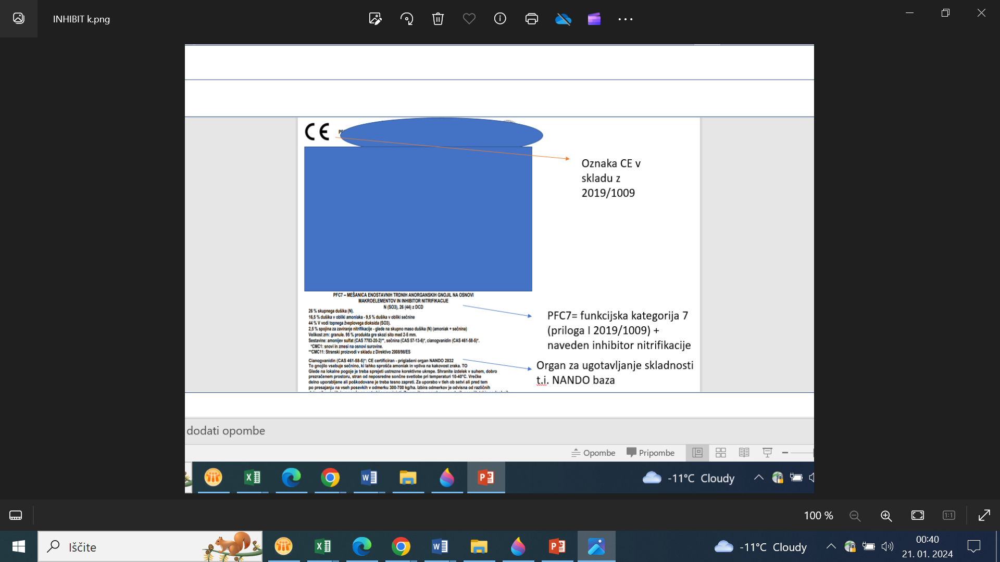 INHIBIT k.png
CE
Oznaka CE v
skladu z
2019/1009
PFC7 – MEŠANICA ENOSTAVNIH TRDNIH ANORGANSKIH GNOJIL NA OSNOVI
MAKROELEMENTOV IN INHIBITOR NITRIFIKACIJE
N (SO3), 26 (44) z DCD
26 % skupnega dušika (N).
16,5 % dušika v obliki amoniaka - 9,5 % dušika v obliki sečnine
44 % V vodi topnega žveplovega dioksida (SO3).
2,5 % spojina za zaviranje nitrifikacije - glede na skupno maso dušika (N) (amoniak + sečnina)
Velikost zrn: granule. 95 % produkta gre skozi sito med 2-5 mm.
Sestavine: amonijev sulfat (CAS 7783-20-2)**, sečnina (CAS 57-13-6)*, cianogvanidin (CAS 461-58-5)*.
*CMC1: snovi in zmesi na osnovi surovine.
**CMC11: Stranski proizvodi v skladu z Direktivo 2008/98/ES
Cianogvanidin (CAS 461-58-5)*: CE certificiran - priglašeni organ NANDO 2832
To gnojilo vsebuje sečnino, ki lahko sprošča amoniak in vpliva na kakovost zraka. TO
Glede na lokalne pogoje je treba sprejeti ustrezne korektivne ukrepe. Shranite izdelek v suhem, dobro
prezračenem prostoru, stran od neposredne sončne svetlobe pri temperaturi 10-40°C. Vrečke
delno uporabljene ali poškodovane je treba tesno zapreti. Za uporabo v tleh ob setvi ali pred tem
po presajanju na vseh posevkih v odmerku 300-700 kg/ha. Izbira odmerkov je odvisna od različnih
PFC7= funkcijska kategorija 7
(priloga I 2019/1009) +
naveden inhibitor nitrifikacije
Organ za ugotavljanje skladnosti
t.i. NANDO baza
dodati opombe
Opombe Pripombe
-11°C Cloudy
100 %
Iščite
-11°C Cloudy
00:40
21. 01. 2024